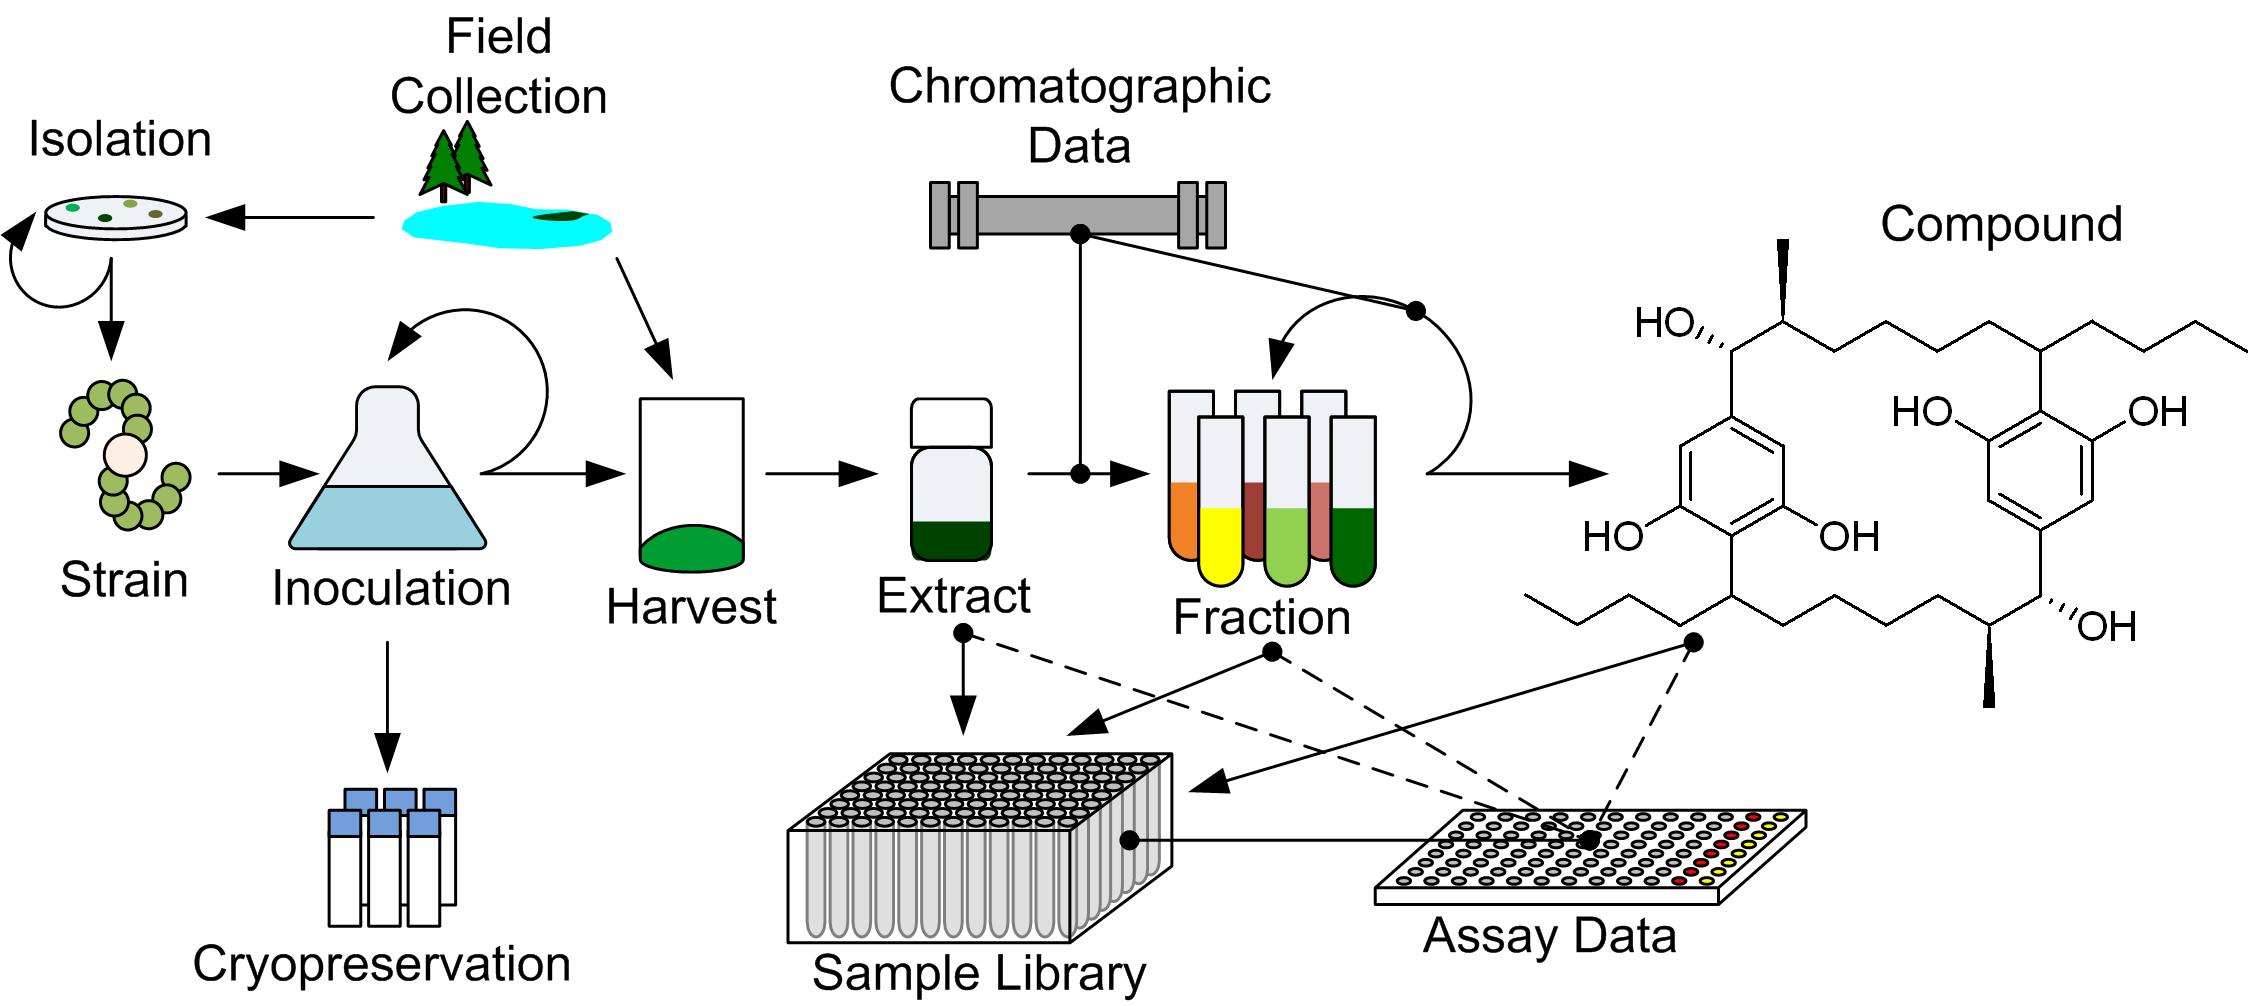 Field
Collection
Chromatographic
Data
Isolation
Compound
HO
HO
OH
HO
OH
OH
Strain
Inoculation
Harvest
Extract
Fraction
Cryopreservation
Sample Library
Assay Data